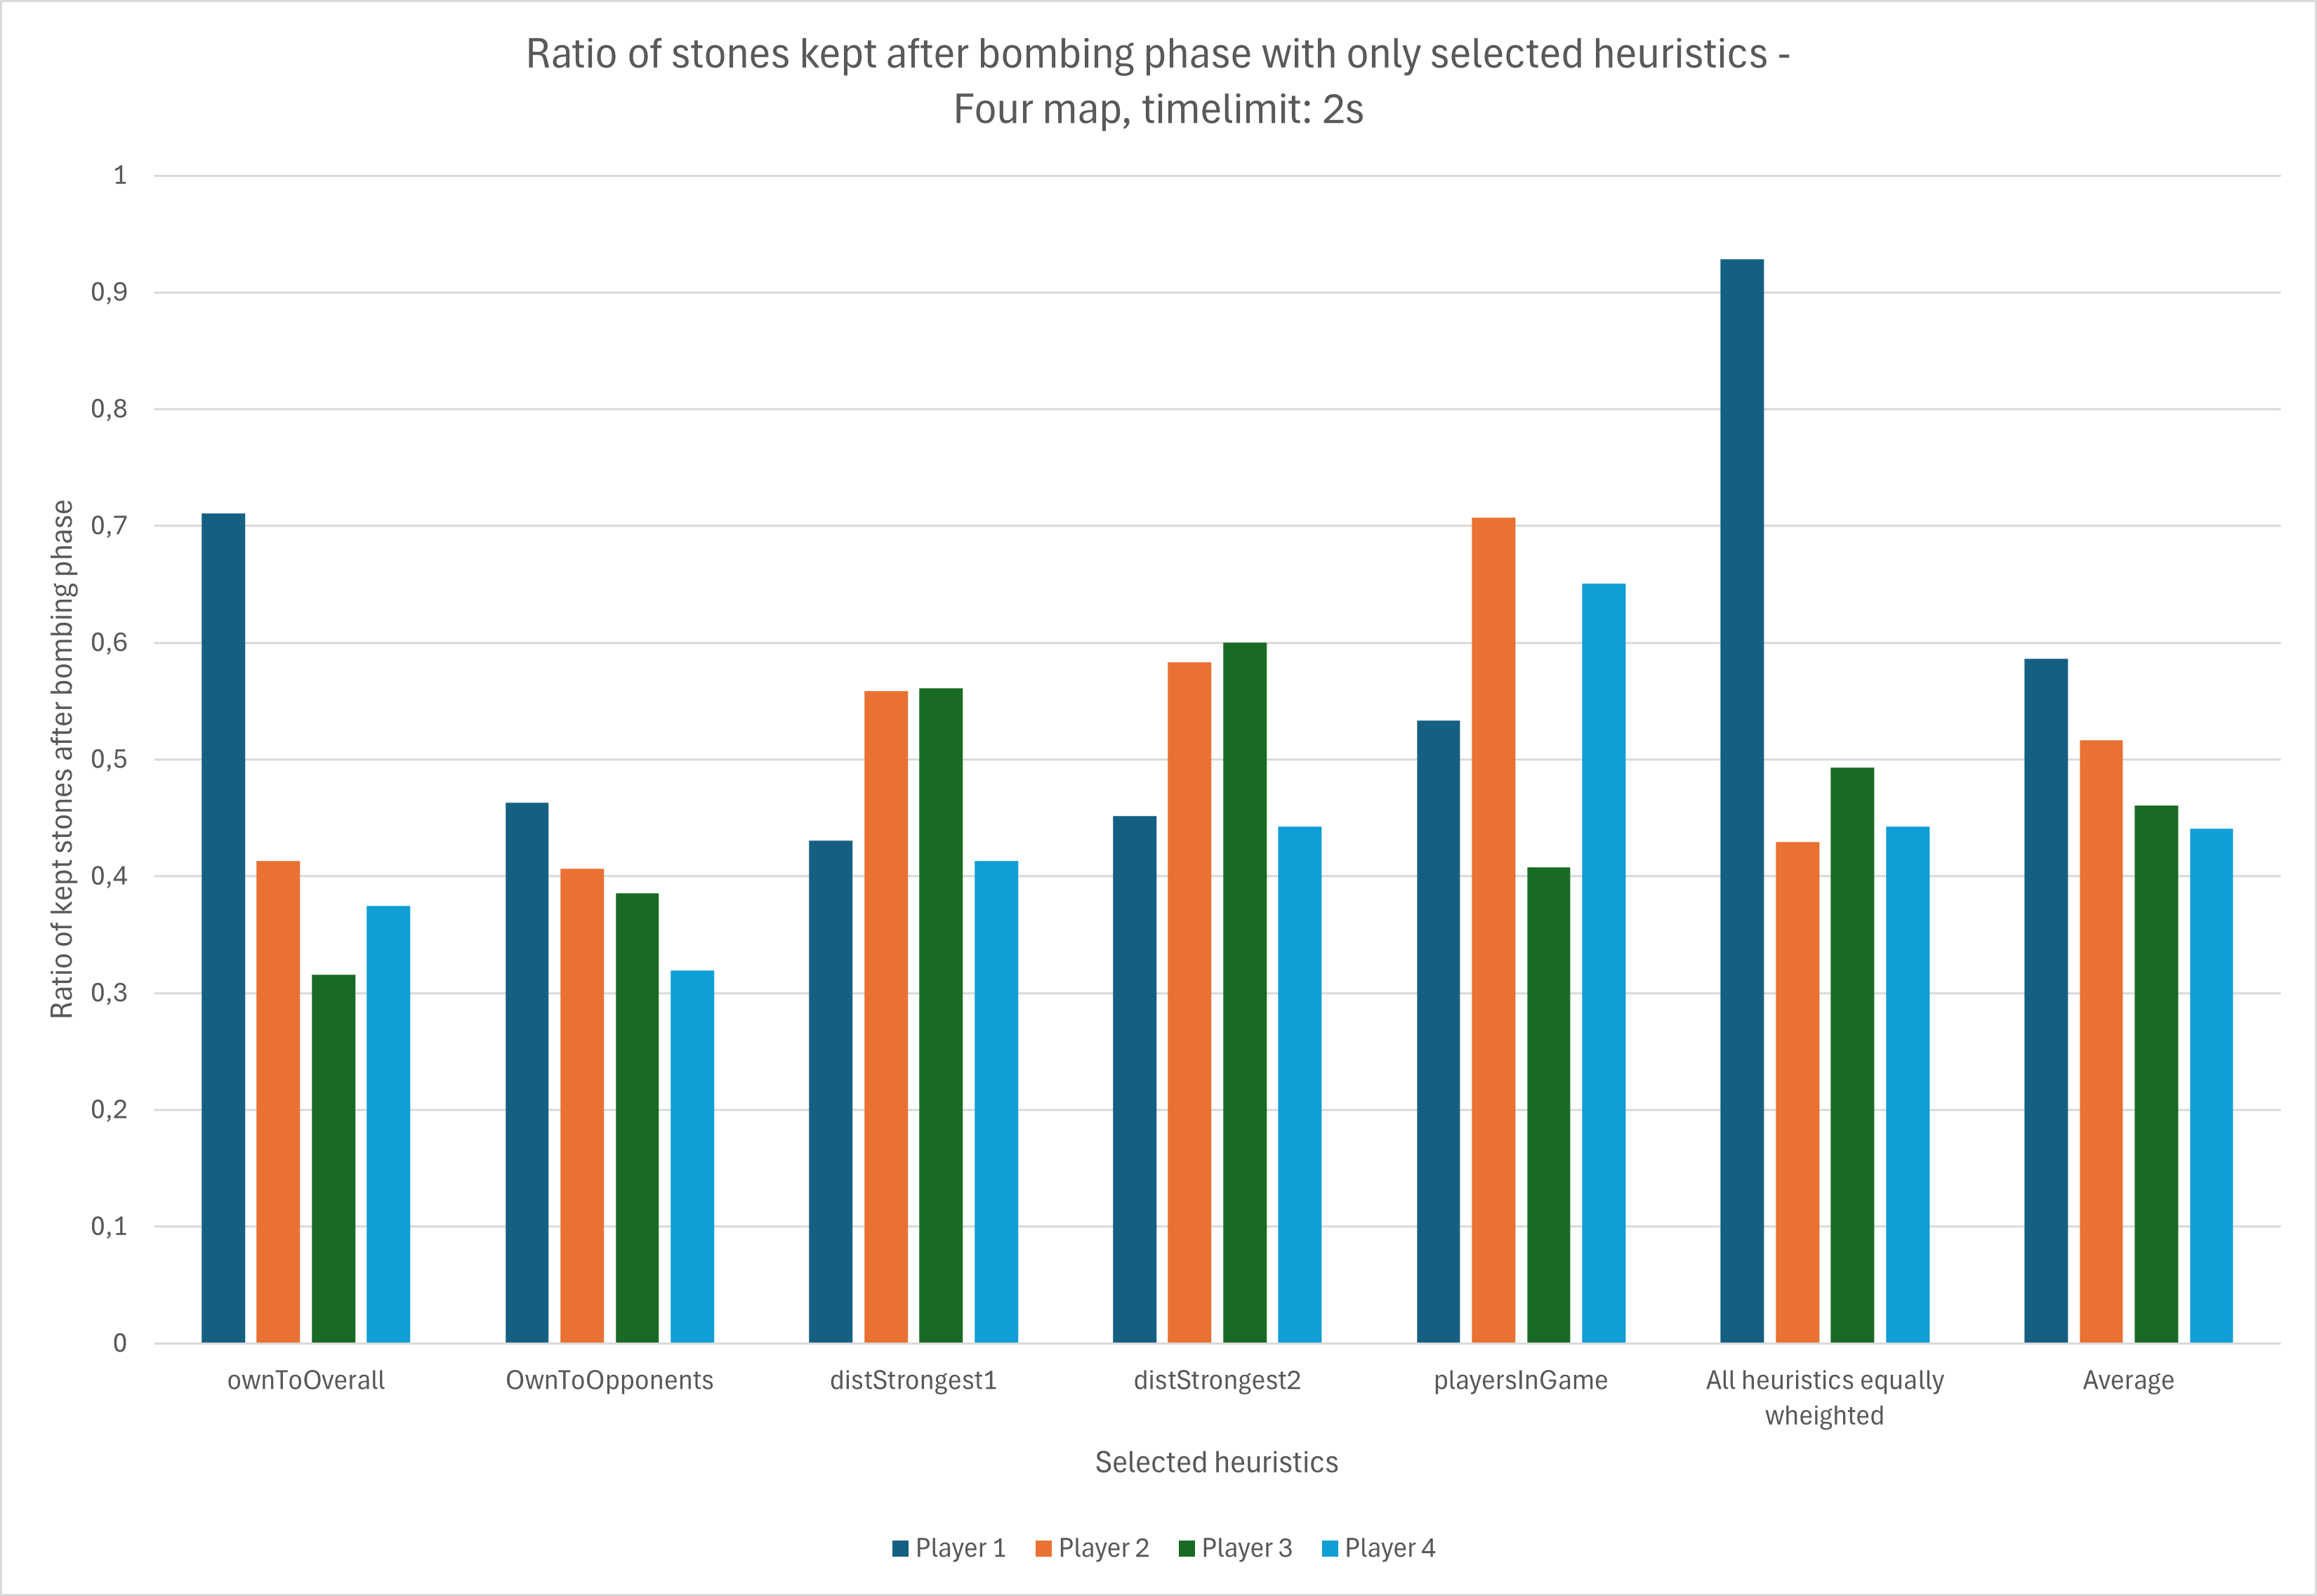 Ratio of stones kept after bombing phase with only selected heuristics -
Four map, timelimit: 2s
Ratio of kept stones after bombing phase
1
0,9
0,8
0,7
0,6
0,5
0,4
0,3
0,2
0,1
0
ownToOverall
OwnToOpponents
distStrongest1
distStrongest2
playersInGame
All heuristics equally
wheighted
Average
Selected heuristics
Player 1
Player 2
Player 3
Player 4